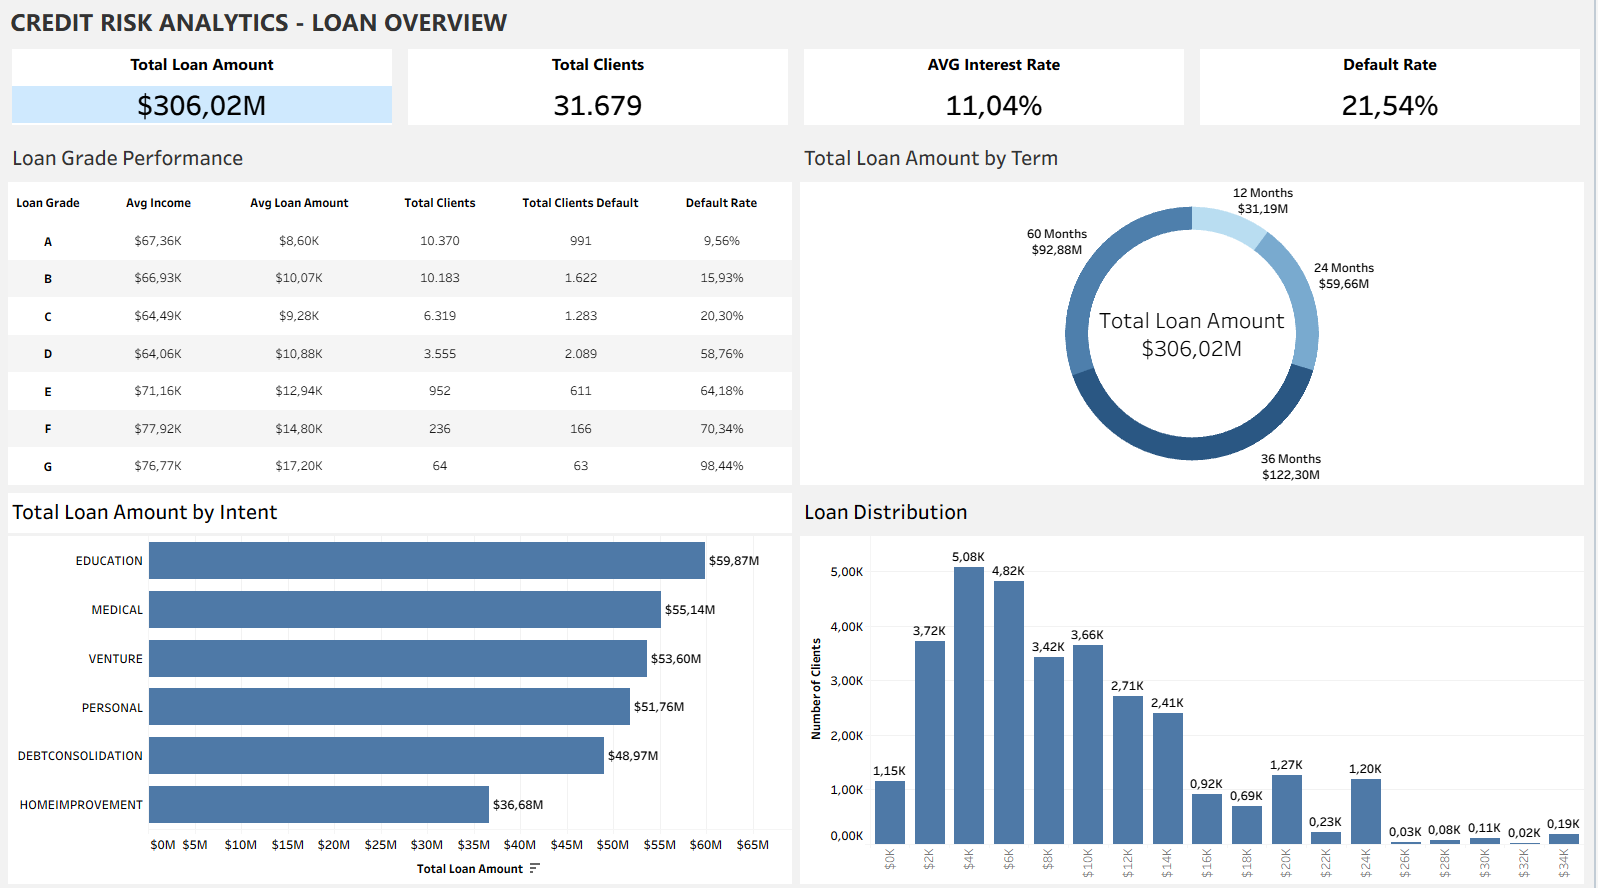 CREDIT RISK ANALYTICS - LOAN OVERVIEW
Total Loan Amount
$306,02M
Total Clients
31.679
AVG Interest Rate
11,04%
Default Rate
21,54%
Loan Grade Performance
Loan Grade Avg Income Avg Loan Amount Total Clients Total Clients Default Default Rate
A $67,36K $8,60K 10.370 991 9,56%
B $66,93K $10,07K 10.183 1.622 15,93%
C $64,49K $9,28K 6.319 1.283 20,30%
D $64,06K $10,88K 3.555 2.089 58,76%
E $71,16K $12,94K 952 611 64,18%
F $77,92K $14,80K 236 166 70,34%
G $76,77K $17,20K 64 63 98,44%
Total Loan Amount by Term
12 Months
$31,19M
60 Months
$92,88M
24 Months
$59,66M
Total Loan Amount
$306,02M
36 Months
$122,30M
Total Loan Amount by Intent
EDUCATION $59,87M
MEDICAL $55,14M
VENTURE $53,60M
PERSONAL $51,76M
DEBTCONSOLIDATION $48,97M
HOMEIMPROVEMENT $36,68M
$0M $5M $10M $15M $20M $25M $30M $35M $40M $45M $50M $55M $60M $65M
Total Loan Amount
Loan Distribution
Number of Clients
5,00K
4,00K
3,00K
2,00K
1,00K
0,00K
1,15K 3,72K 5,08K 4,82K 3,42K 3,66K 2,71K 2,41K 0,92K 0,69K 1,27K 0,23K 1,20K 0,03K 0,08K 0,11K 0,02K 0,19K
$0K $2K $4K $6K $8K $10K $12K $14K $16K $18K $20K $22K $24K $26K $28K $30K $32K $34K